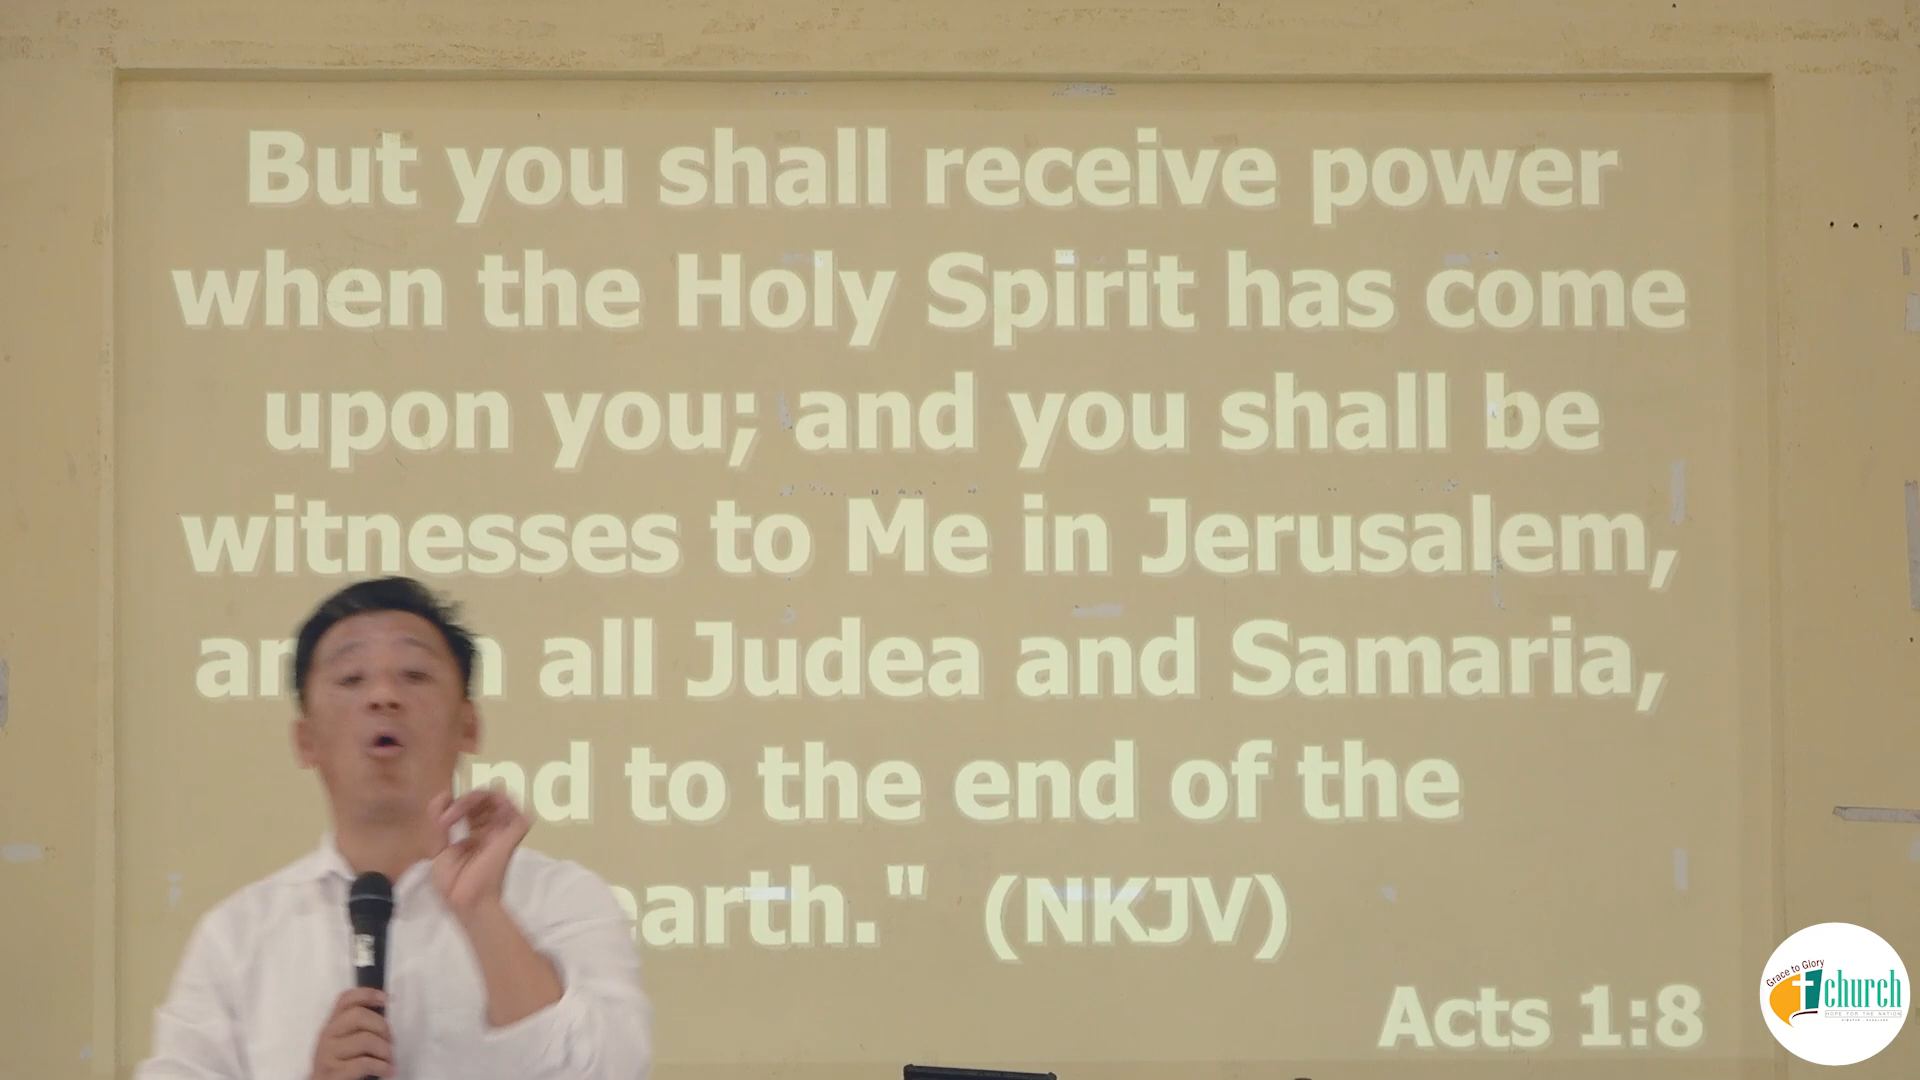 But you shall receive power
when the Holy Spirit has come
upon you; and you shall be
witnesses to Me in Jerusalem,
all Judea and Samaria,
to the end of the
earth." (NKJV)
Acts 1:8
Grace to Glory
church
HOPE FOR THE NATION